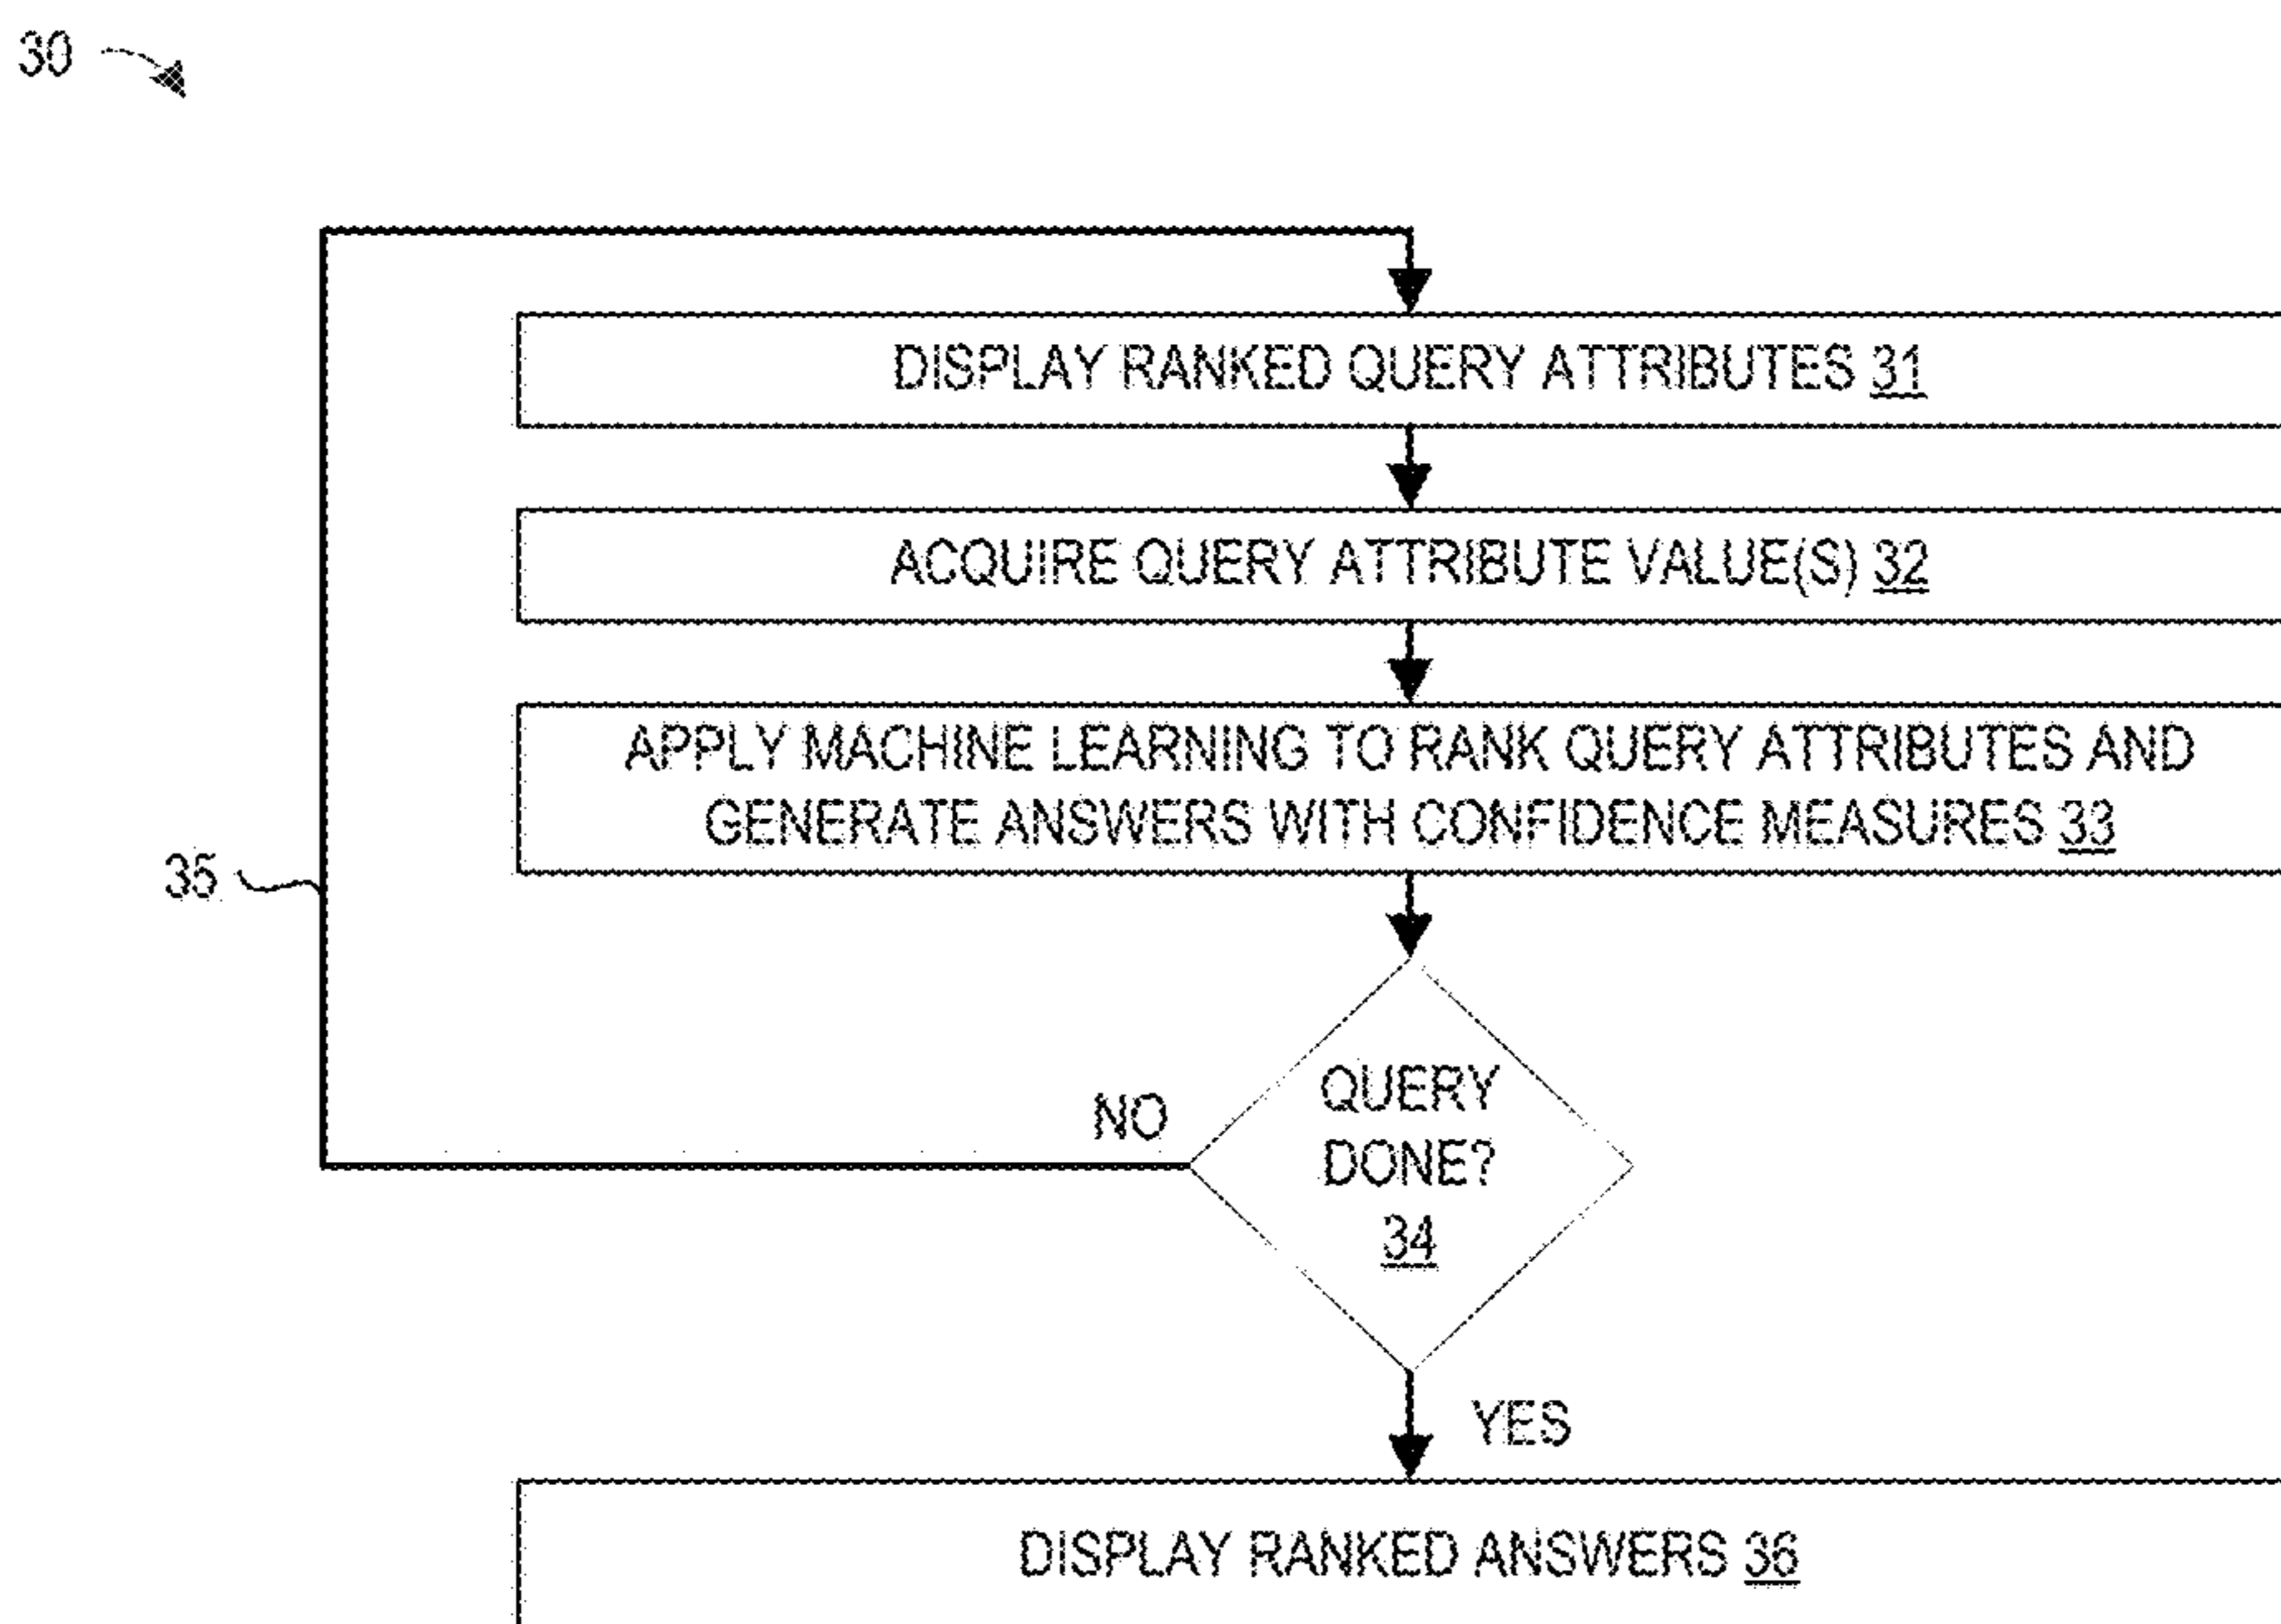 30
DISPLAY RANKED QUERY ATTRIBUTES 31
ACQUIRE QUERY ATTRIBUTE VALUE(S) 32
APPLY MACHINE LEARNING TO RANK QUERY ATTRIBUTES AND
GENERATE ANSWERS WITH CONFIDENCE MEASURES 33
35
NO
QUERY
DONE?
34
YES
DISPLAY RANKED ANSWERS 36